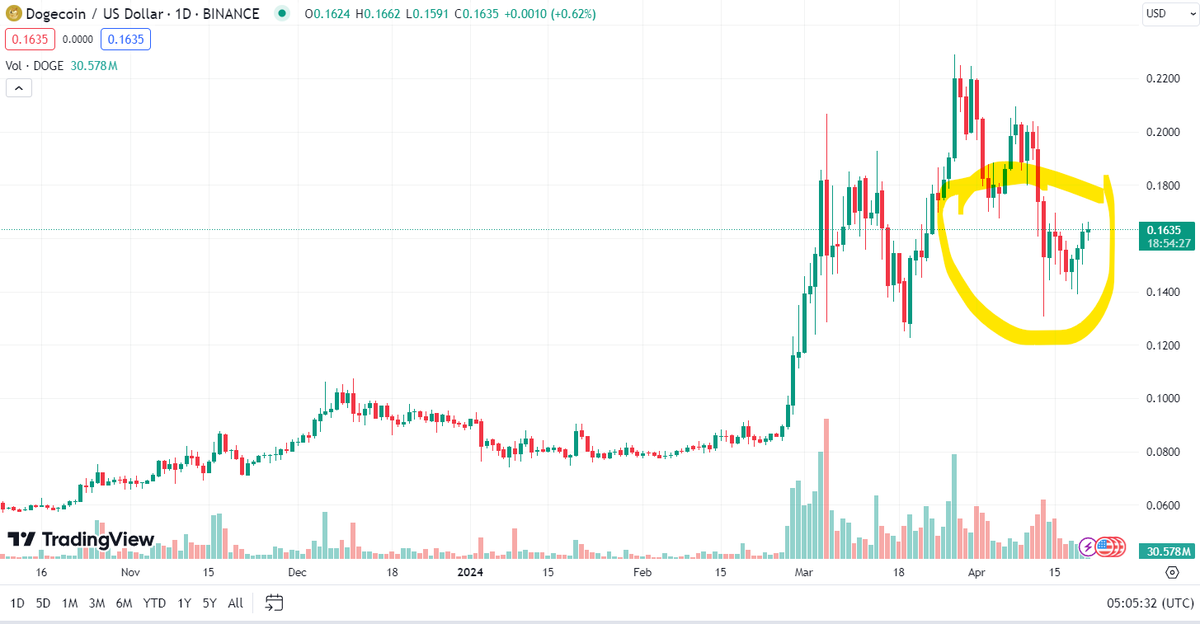 Dogecoin / US Dollar · 1D · BINANCE O0.1624 H0.1662 L0.1591 C0.1635 +0.0010 (+0.62%)
USD
0.1635 0.0000 0.1635
Vol · DOGE 30.578M
0.2200
0.2000
0.1800
0.1635
18:54:27
0.1400
0.1200
0.1000
0.0800
0.0600
TradingView
30.578M
16 Nov 15 Dec 18 2024 15 Feb 15 Mar 18 Apr 15
1D 5D 1M 3M 6M YTD 1Y 5Y All 05:05:32 (UTC)